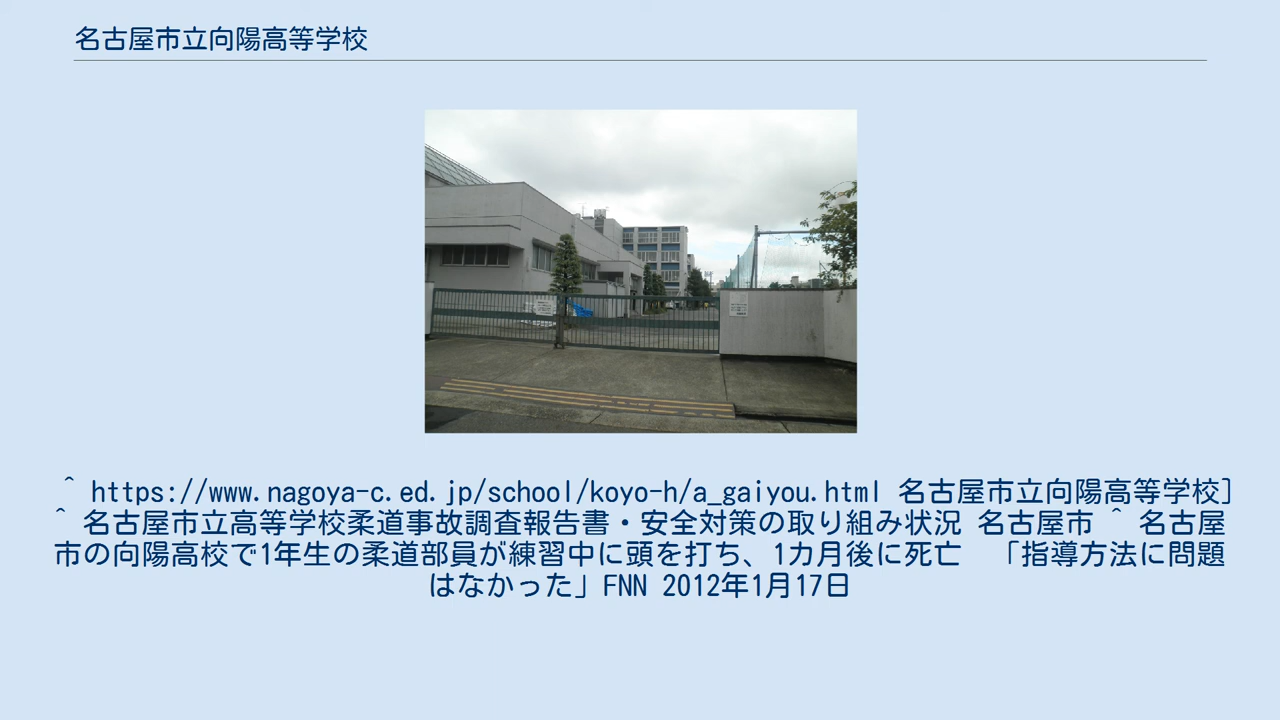 名古屋市立向陽高等学校
^ https://www.nagoya-c.ed.jp/school/koyo-h/a_gaiyou.html 名古屋市立向陽高等学校]
^ 名古屋市立高等学校柔道事故調査報告書・安全対策の取り組み状況 名古屋市 ^ 名古屋
市の向陽高校で1年生の柔道部員が練習中に頭を打ち、1カ月後に死亡　「指導方法に問題
はなかった」FNN 2012年1月17日